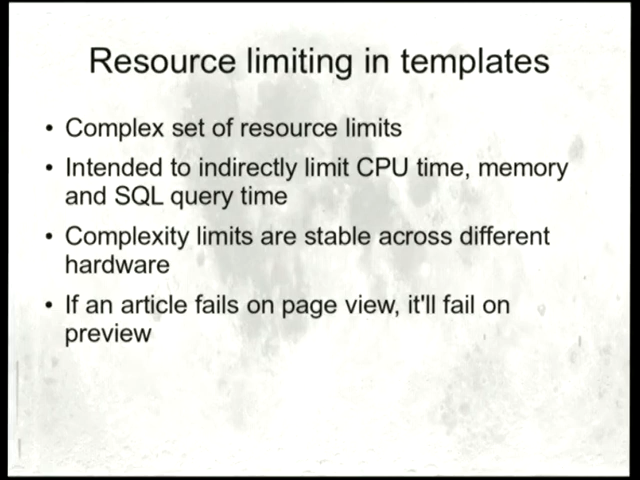 Resource limiting in templates
• Complex set of resource limits
• Intended to indirectly limit CPU time, memory
and SQL query time
• Complexity limits are stable across different
hardware
• If an article fails on page view, it'll fail on
preview